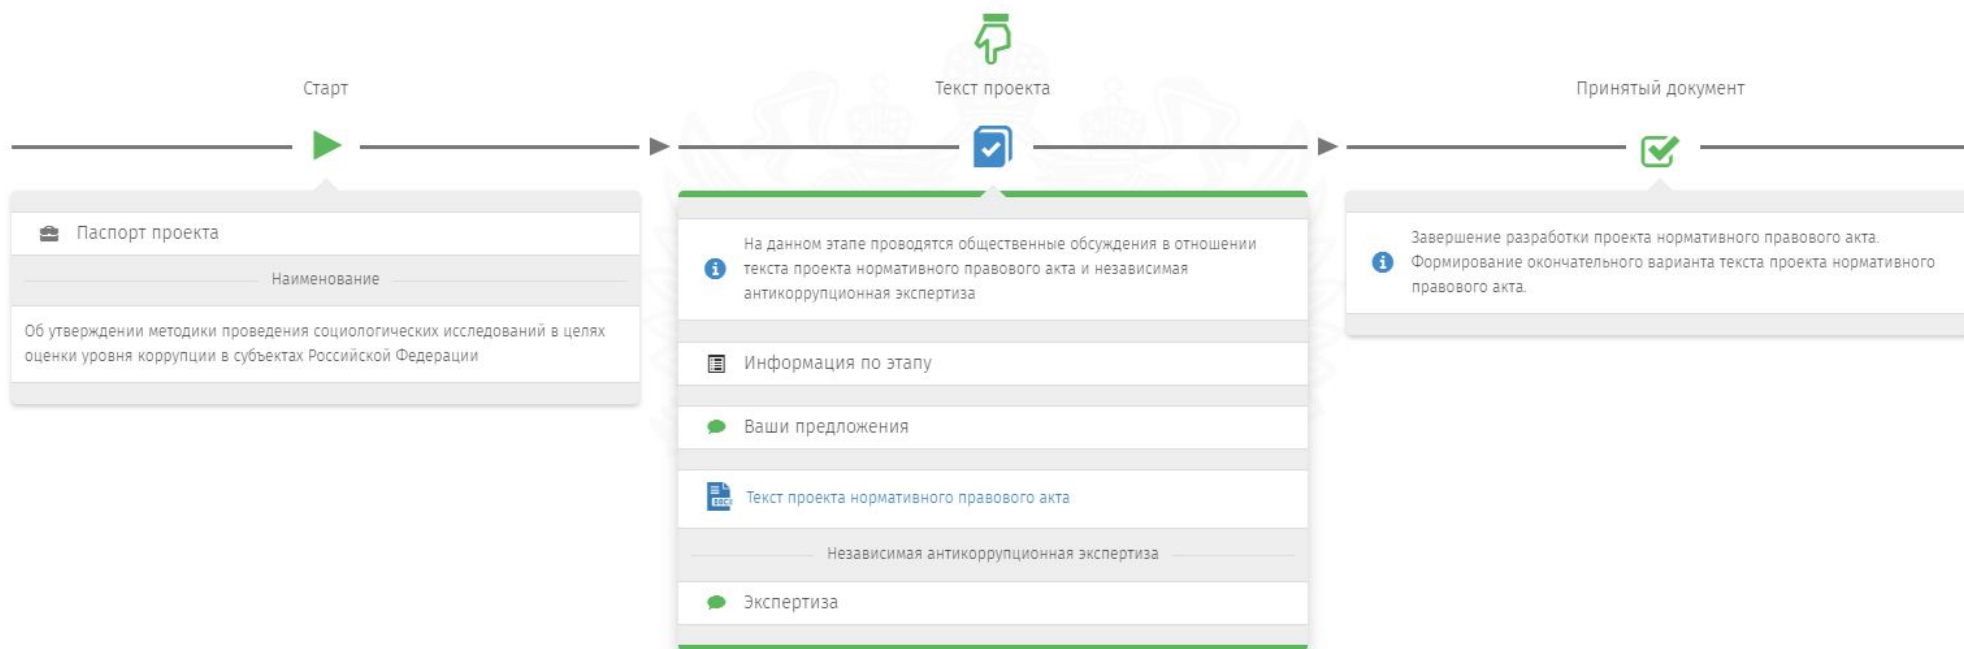 Старт
Паспорт проекта
Наименование
Об утверждении методики проведения социологических исследований в целях
оценки уровня коррупции в субъектах Российской Федерации
Текст проекта
На данном этапе проводятся общественные обсуждения в отношении
текста проекта нормативного правового акта и независимая
антикоррупционная экспертиза
Информация по этапу
Ваши предложения
Текст проекта нормативного правового акта
Независимая антикоррупционная экспертиза
Экспертиза
Принятый документ
Завершение разработки проекта нормативного правового акта.
Формирование окончательного варианта текста проекта нормативного
правового акта.